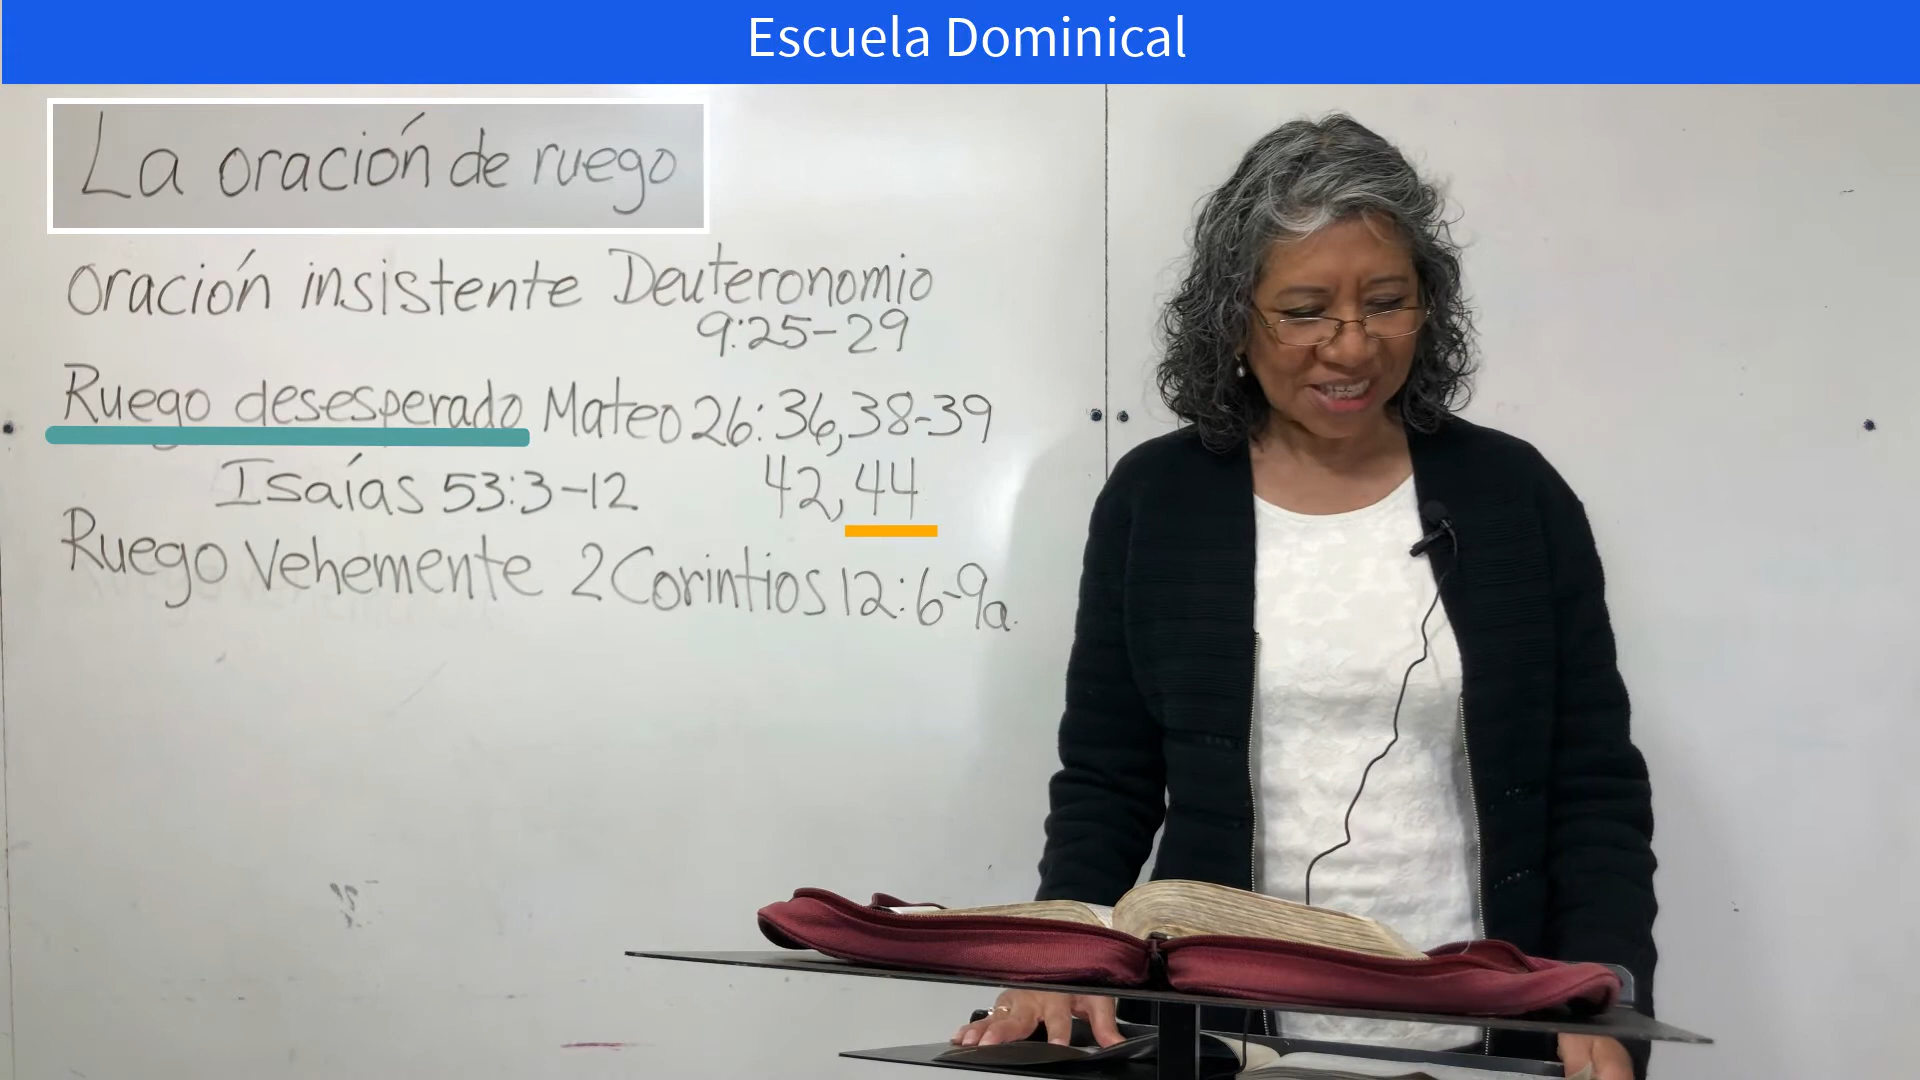 Escuela Dominical
La oración de ruego
Oración insistente Deuteronomio
9:25-29
Ruego desesperado Mateo 26:36,38-39
Isaías 53:3-12 42,44
Ruego Vehemente 2 Corintios 12:6-9a.